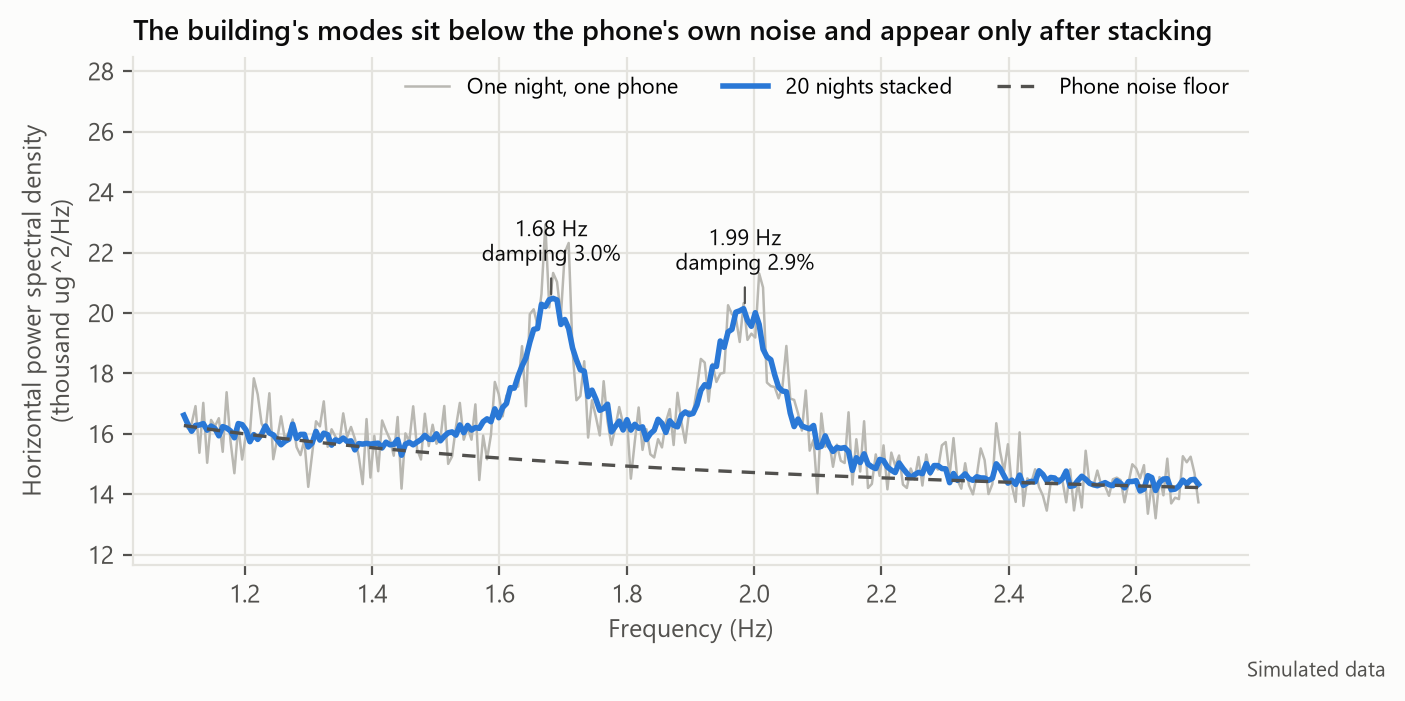 The building's modes sit below the phone's own noise and appear only after stacking
One night, one phone
20 nights stacked
Phone noise floor
Horizontal power spectral density
(thousand ug^2/Hz)
28
26
24
22
20
18
16
14
12
1.68 Hz
damping 3.0%
1.99 Hz
damping 2.9%
1.2
1.4
1.6
1.8
2.0
2.2
2.4
2.6
Frequency (Hz)
Simulated data